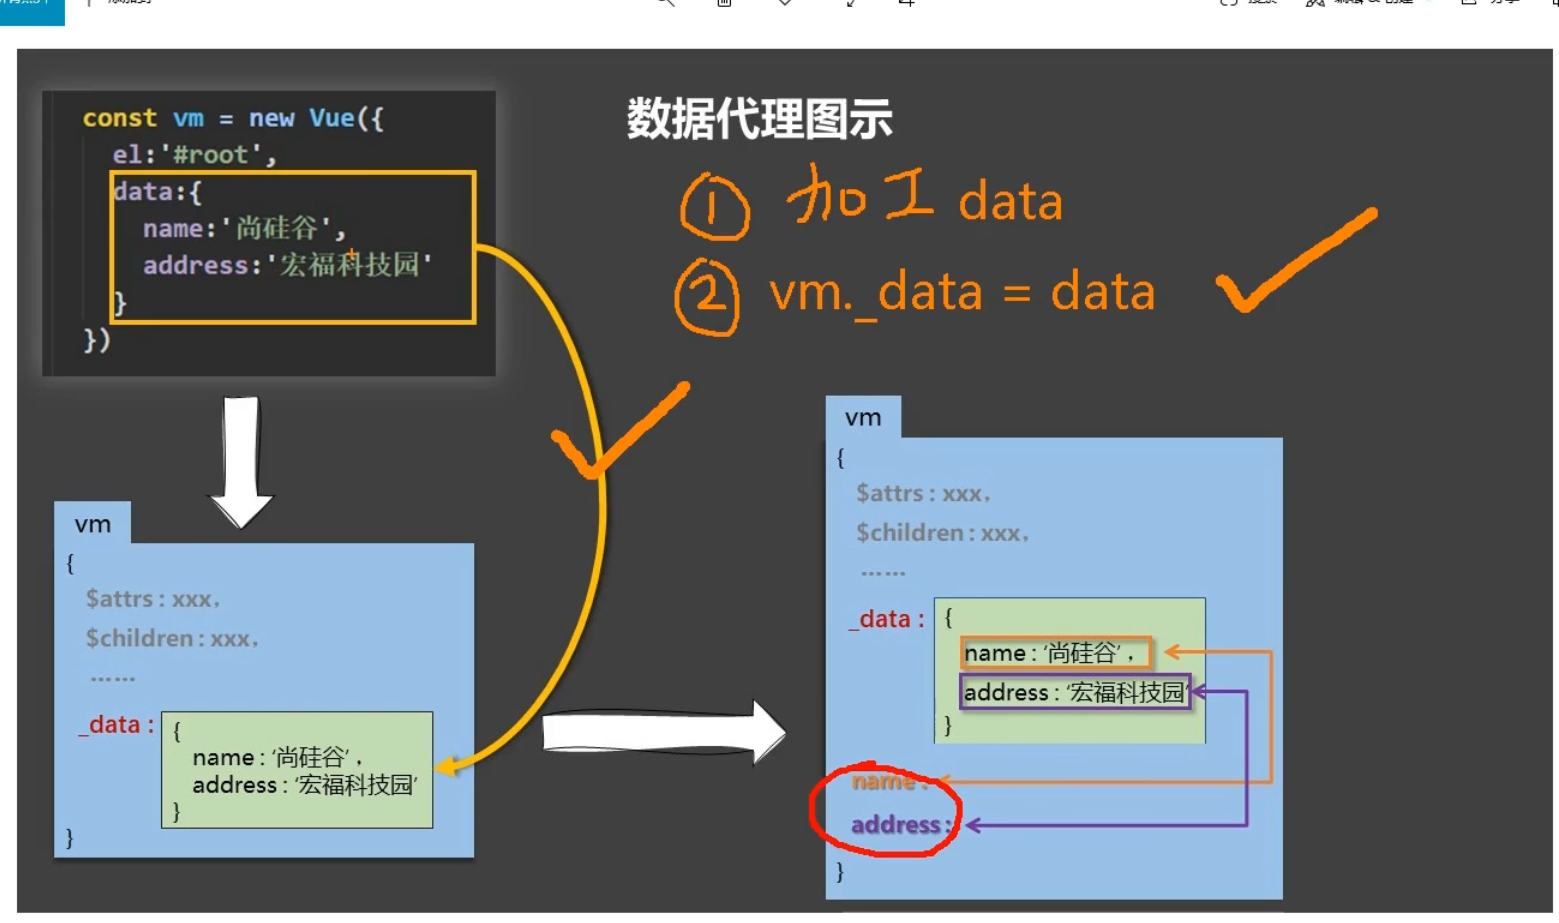 const vm = new Vue({
el:'#root',
data:{
name:'尚硅谷',
address:'宏福科技园'
}
})
数据代理图示
① 加工 data
② vm._data = data
vm
{
$attrs : xxx，
$children : xxx，
……
_data :
{
name : ‘尚硅谷’，
address : ‘宏福科技园’
}
}
vm
{
$attrs : xxx，
$children : xxx，
……
_data :
{
name : ‘尚硅谷’，
address : ‘宏福科技园’
}
name :
address :
}